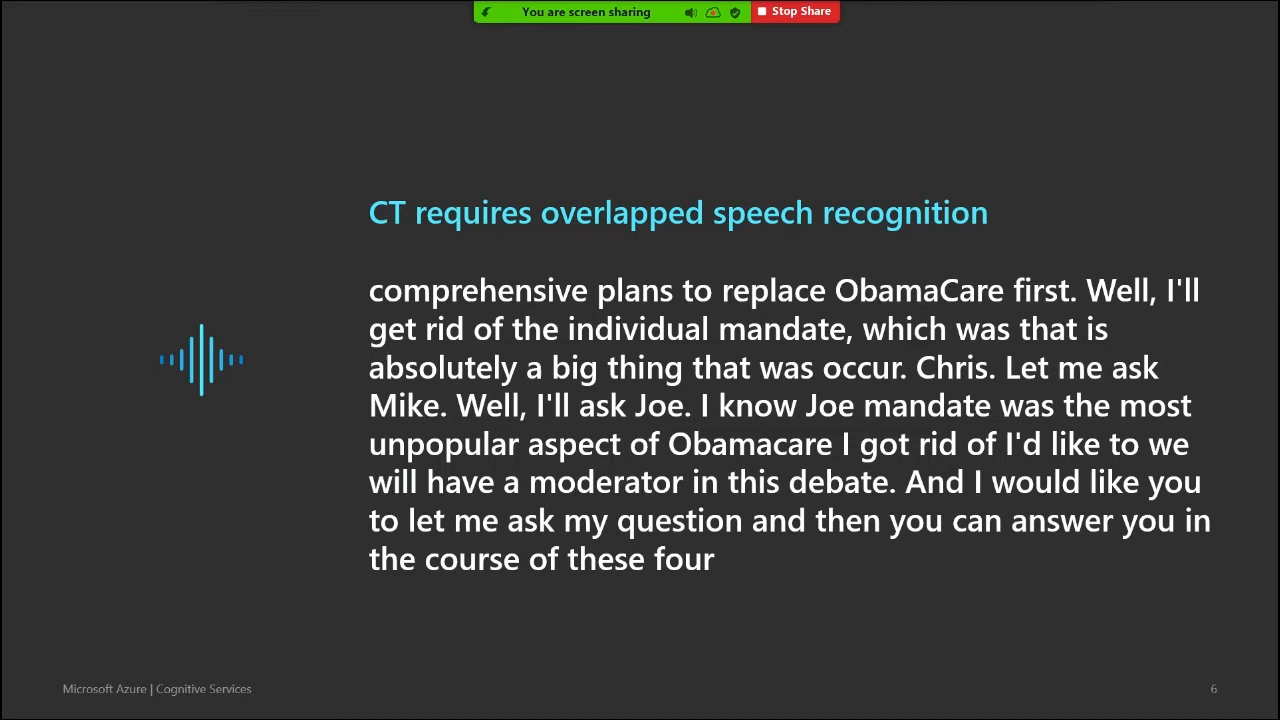 You are screen sharing
Stop Share
CT requires overlapped speech recognition
comprehensive plans to replace ObamaCare first. Well, I'll
get rid of the individual mandate, which was that is
absolutely a big thing that was occur. Chris. Let me ask
Mike. Well, I'll ask Joe. I know Joe mandate was the most
unpopular aspect of Obamacare I got rid of I'd like to we
will have a moderator in this debate. And I would like you
to let me ask my question and then you can answer you in
the course of these four
Microsoft Azure | Cognitive Services
6